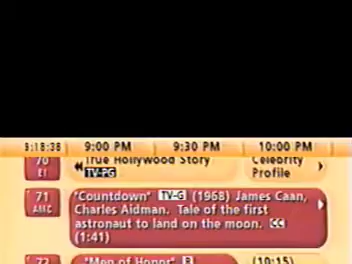 9:18:38 9:00 PM 9:30 PM 10:00 PM
70 True Hollywood Story Celebrity
E! TV-PG Profile
71 "Countdown" TV-G (1968) James Caan,
AMC Charles Aidman. Tale of the first
astronaut to land on the moon. CC
(1:41)
72 "Men of Honor" R (10:15)